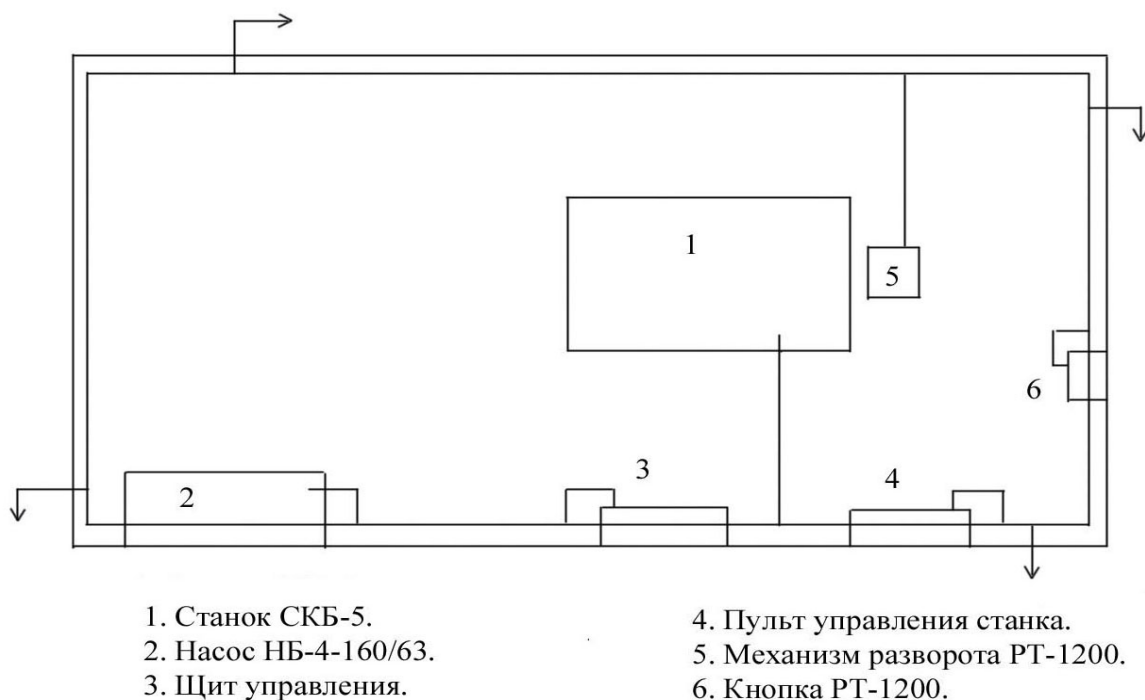 1
5
6
3
2
4
1. Станок СКБ-5.
2. Насос НБ-4-160/63.
3. Щит управления.
4. Пульт управления станка.
5. Механизм разворота РТ-1200.
6. Кнопка РТ-1200.